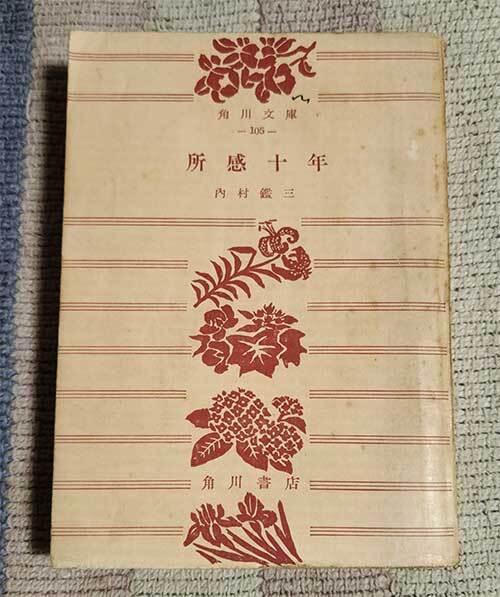 角川文庫
—105—
所感十年
内村鑑三
角川書店